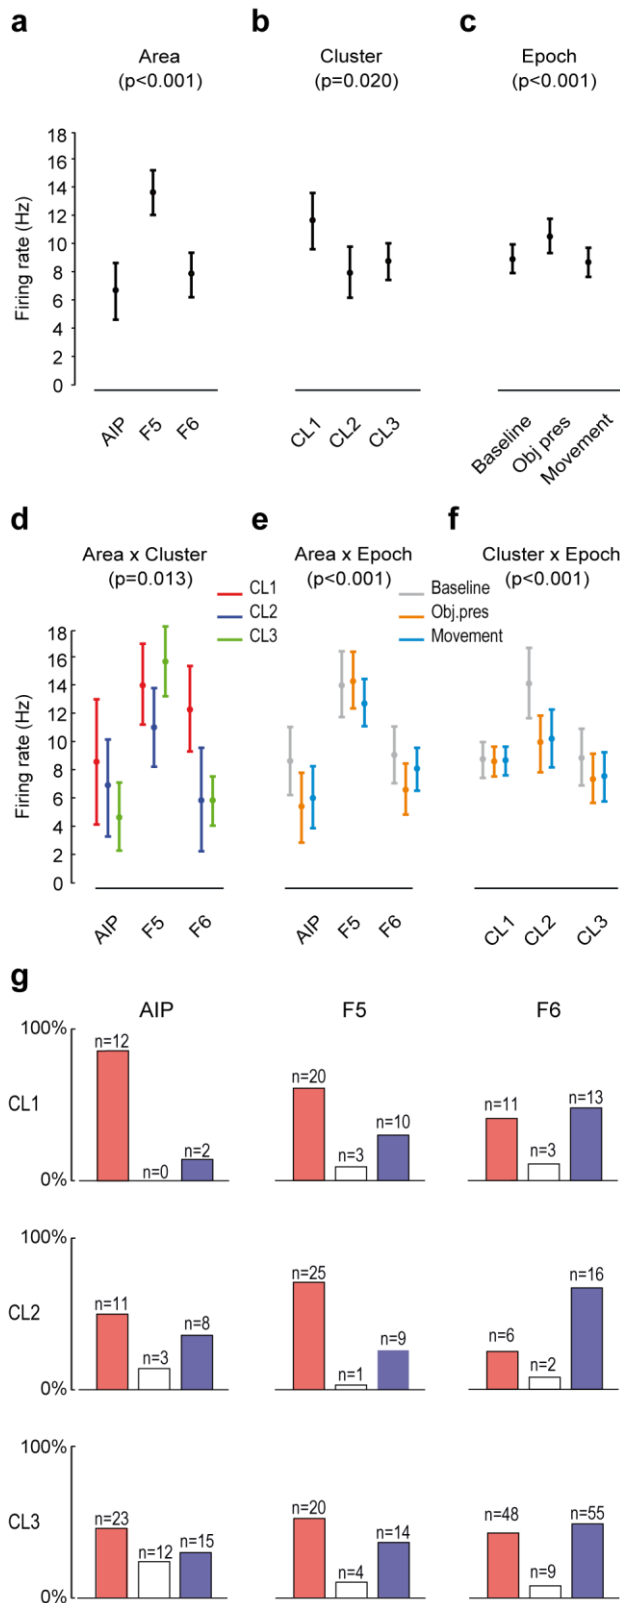 a
b
c
Area
(p<0.001)
Cluster
(p=0.020)
Epoch
(p<0.001)
Firing rate (Hz)
18
16
14
12
10
8
6
4
2
0
AIP
F5
F6
CL1
CL2
CL3
Baseline
Obj pres
Movement
d
e
f
Area x Cluster
(p=0.013)
Area x Epoch
(p<0.001)
Cluster x Epoch
(p<0.001)
CL1
CL2
CL3
Baseline
Obj.pres
Movement
Firing rate (Hz)
18
16
14
12
10
8
6
4
2
0
AIP
F5
F6
AIP
F5
F6
CL1
CL2
CL3
g
AIP
F5
F6
100%
CL1
0%
n=12
n=0
n=2
n=20
n=3
n=10
n=11
n=3
n=13
100%
CL2
0%
n=11
n=3
n=8
n=25
n=1
n=9
n=6
n=2
n=16
100%
CL3
0%
n=23
n=12
n=15
n=20
n=4
n=14
n=48
n=9
n=55